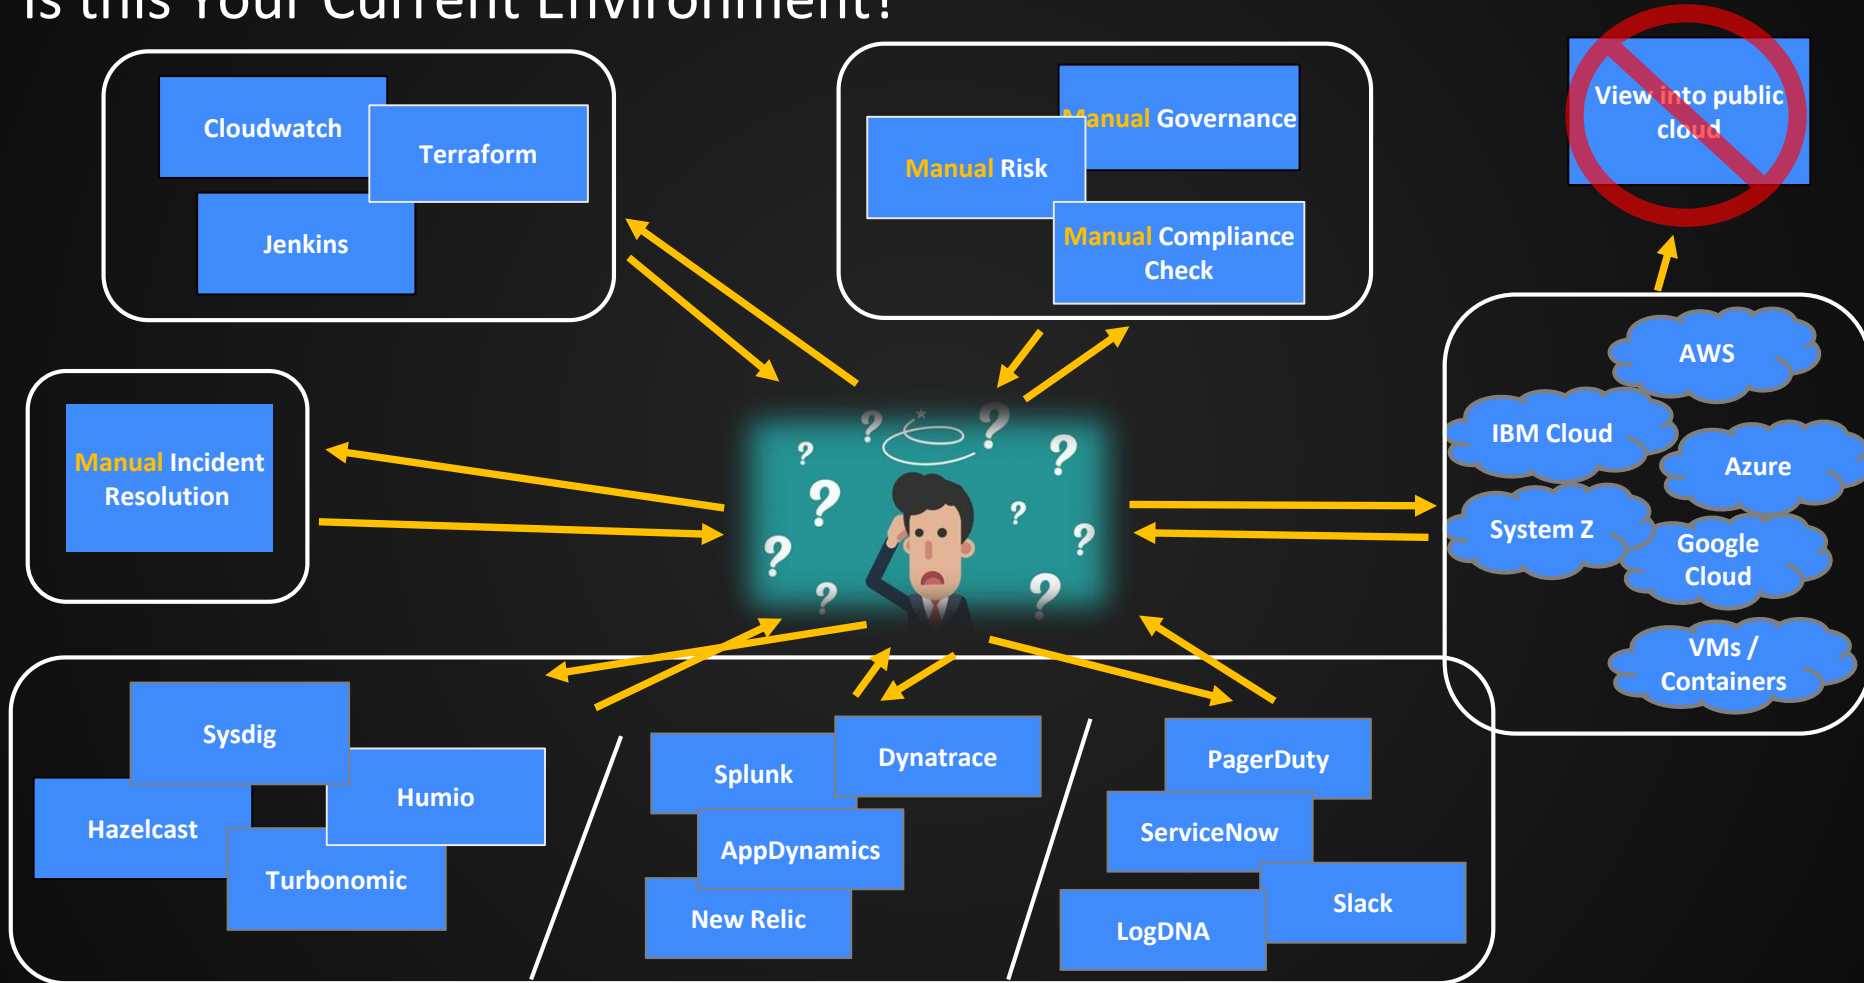 Is this Your Current Environment?
Cloudwatch
Terraform
Jenkins
Manual Governance
Manual Risk
Manual Compliance
Check
View into public
cloud
Manual Incident
Resolution
AWS
IBM Cloud
Azure
System Z
Google
Cloud
VMs /
Containers
Sysdig
Humio
Hazelcast
Turbonomic
Splunk
Dynatrace
AppDynamics
New Relic
PagerDuty
ServiceNow
Slack
LogDNA